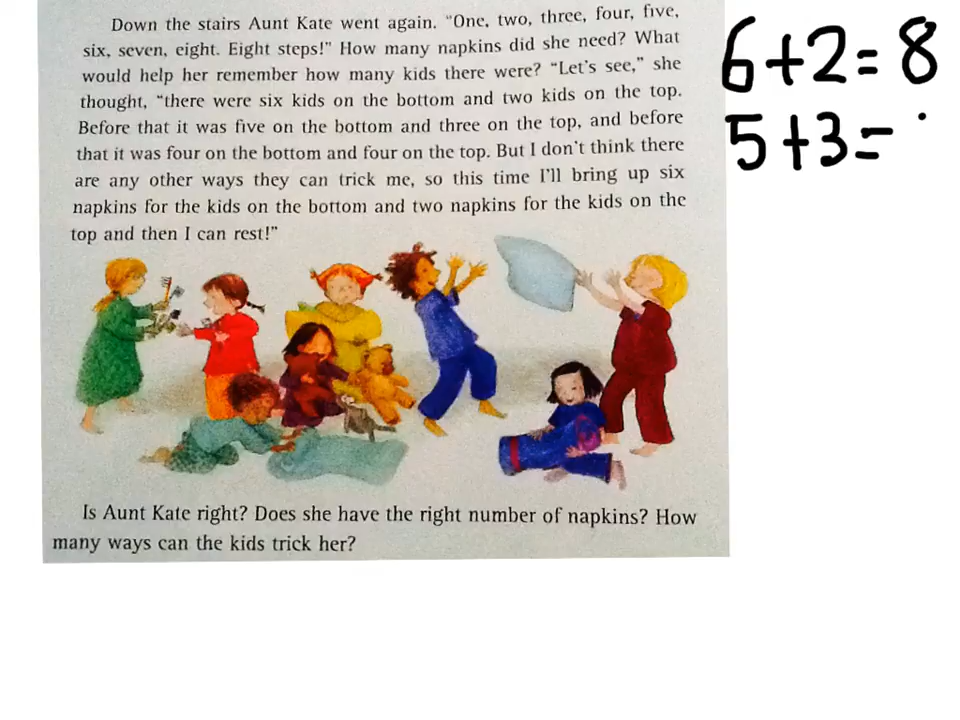 Down the stairs Aunt Kate went again. "One, two, three, four, five,
six, seven, eight. Eight steps!" How many napkins did she need? What
would help her remember how many kids there were? "Let's see," she
thought, "there were six kids on the bottom and two kids on the top.
Before that it was five on the bottom and three on the top, and before
that it was four on the bottom and four on the top. But I don't think there
are any other ways they can trick me, so this time I'll bring up six
napkins for the kids on the bottom and two napkins for the kids on the
top and then I can rest!"
6+2=8
5+3=
Is Aunt Kate right? Does she have the right number of napkins? How
many ways can the kids trick her?